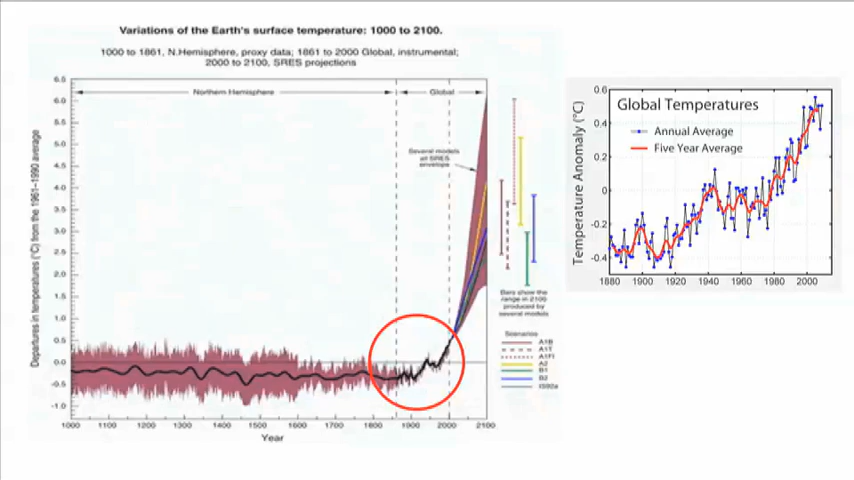 Variations of the Earth's surface temperature: 1000 to 2100.
1000 to 1861, N.Hemisphere, proxy data; 1861 to 2000 Global, instrumental;
2000 to 2100, SRES projections
Departures in temperatures (°C) from the 1961-1990 average
6.5
6.0
5.5
5.0
4.5
4.0
3.5
3.0
2.5
2.0
1.5
1.0
0.5
0.0
-0.5
-1.0
Northern Hemisphere
Global
Several models
all SRES
envelope
1000 1100 1200 1300 1400 1500 1600 1700 1800 1900 2000 2100
Year
Bars show the
range in 2100
produced by
several models
Scenarios
A1B
A1T
A1FI
A2
B1
B2
IS92a
Global Temperatures
Annual Average
Five Year Average
Temperature Anomaly (°C)
0.6
0.4
0.2
0
-0.2
-0.4
1880 1900 1920 1940 1960 1980 2000